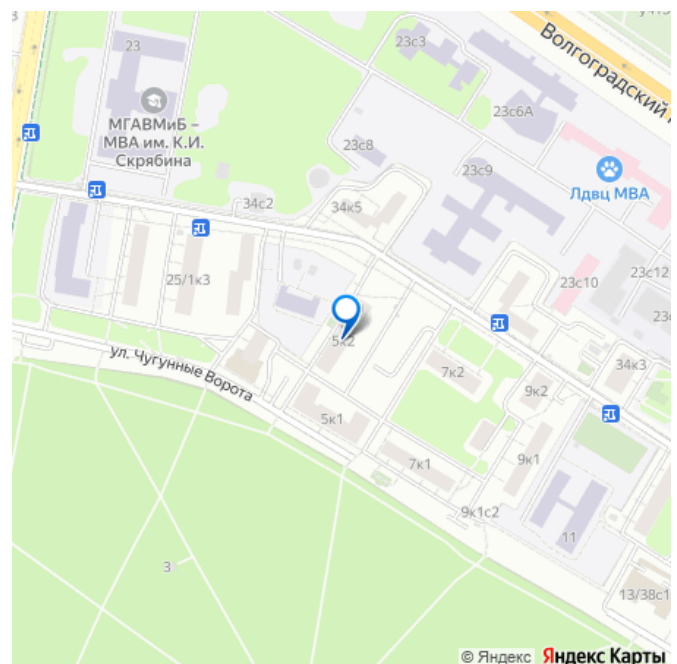 23
23с3
Волгоградский
МГАВМиБ –
МВА им. К.И.
Скрябина
23с6А
23с8
23с9
Лдвц МВА
34с2
34к5
23с12
23с10
25/1к3
5к2
ул. Чугунные Ворота
7к2
34к3
9к2
5к1
7к1
9к1
9к1с2
11
3
13/38с1
© Яндекс Яндекс Карты